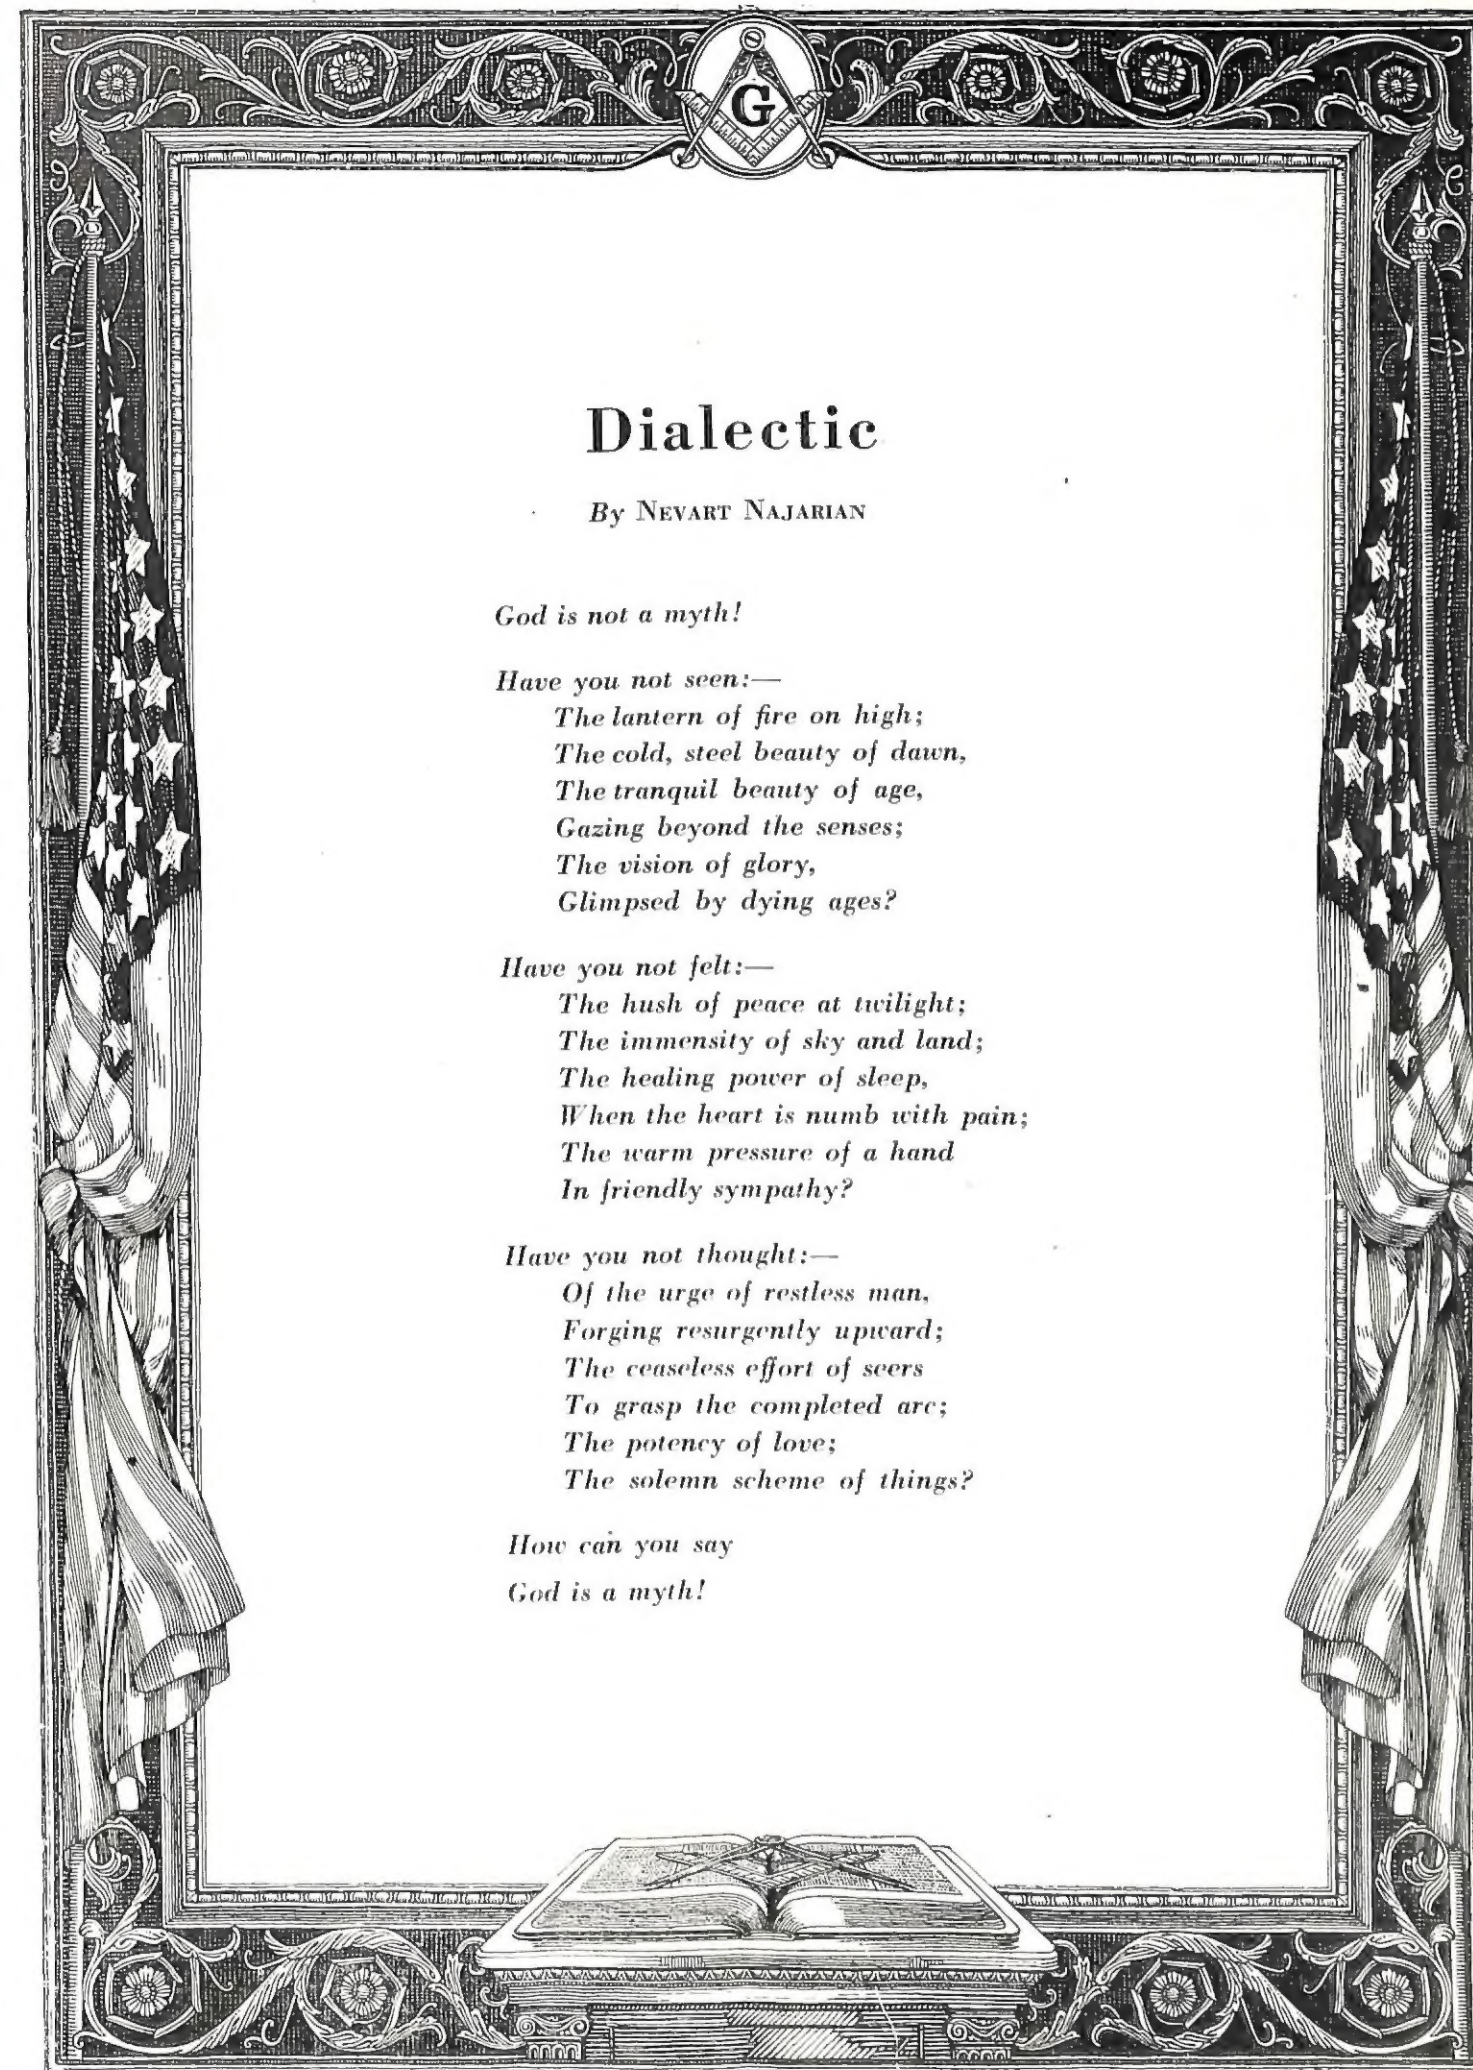 G
Dialectic
By NEVART NAJARIAN
God is not a myth!
Have you not seen:—
The lantern of fire on high;
The cold, steel beauty of dawn,
The tranquil beauty of age,
Gazing beyond the senses;
The vision of glory,
Glimpsed by dying ages?
Have you not felt:—
The hush of peace at twilight;
The immensity of sky and land;
The healing power of sleep,
When the heart is numb with pain;
The warm pressure of a hand
In friendly sympathy?
Have you not thought:—
Of the urge of restless man,
Forging resurgently upward;
The ceaseless effort of seers
To grasp the completed arc;
The potency of love;
The solemn scheme of things?
How can you say
God is a myth!